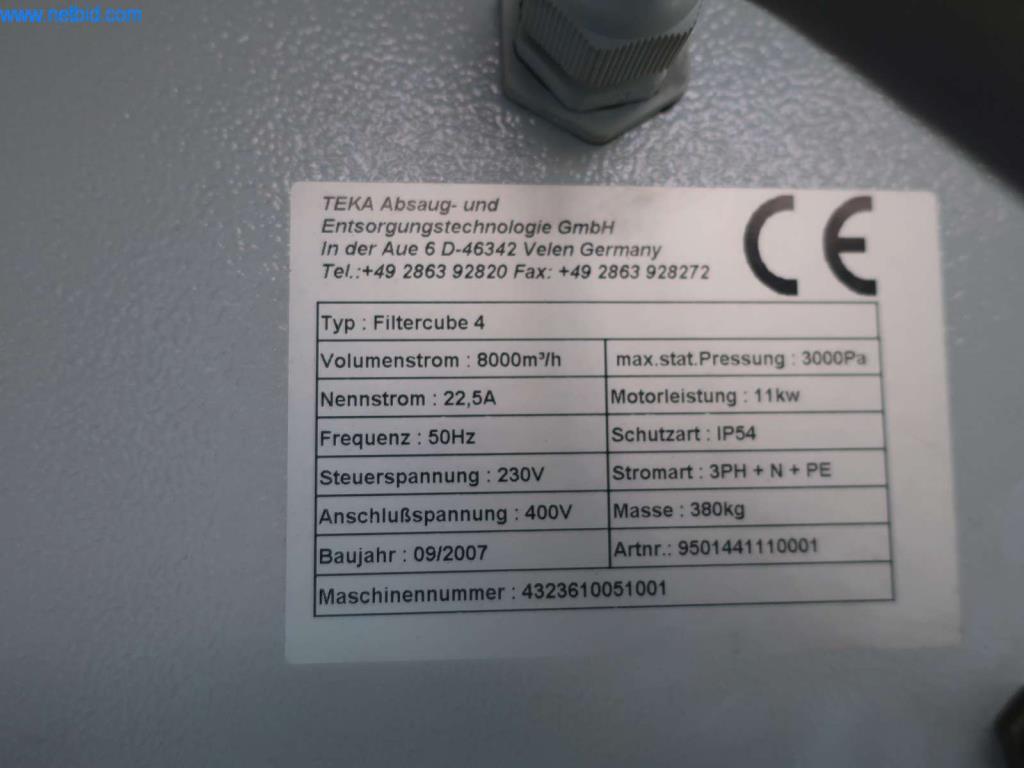 www.netbid.com
TEKA Absaug- und
Entsorgungstechnologie GmbH
In der Aue 6 D-46342 Velen Germany
Tel.:+49 2863 92820 Fax: +49 2863 928272
CE
Typ : Filtercube 4
Volumenstrom : 8000m³/h max.stat.Pressung : 3000Pa
Nennstrom : 22,5A Motorleistung : 11kw
Frequenz : 50Hz Schutzart : IP54
Steuerspannung : 230V Stromart : 3PH + N + PE
Anschlußspannung : 400V Masse : 380kg
Baujahr : 09/2007 Artnr.: 9501441110001
Maschinennummer : 4323610051001